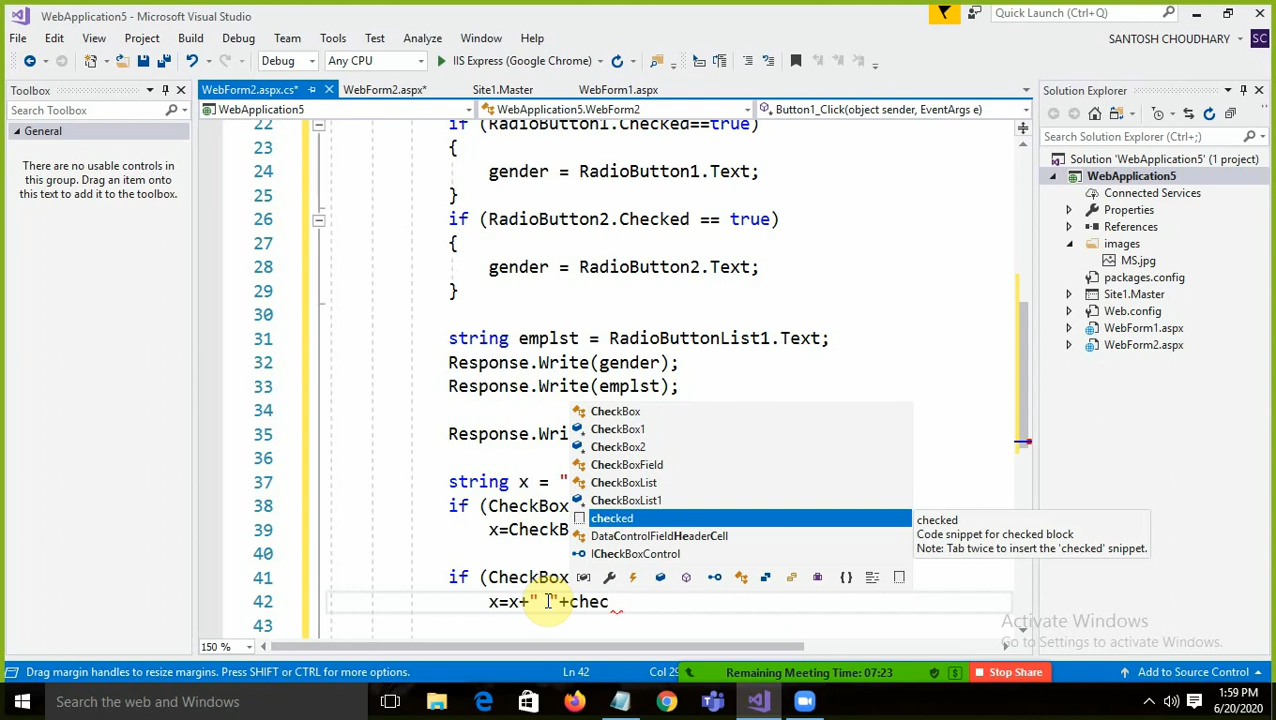 WebApplication5 - Microsoft Visual Studio
Quick Launch (Ctrl+Q)
File Edit View Project Build Debug Team Tools Test Analyze Window Help
SANTOSH CHOUDHARY SC
Debug Any CPU IIS Express (Google Chrome)
Toolbox
WebForm2.aspx.cs* WebForm2.aspx* Site1.Master WebForm1.aspx
Solution Explorer
Search Toolbox
WebApplication5 WebApplication5.WebForm2 Button1_Click(object sender, EventArgs e)
General
There are no usable controls in
this group. Drag an item onto
this text to add it to the toolbox.
22 if (RadioButton1.Checked==true)
23 {
24 gender = RadioButton1.Text;
25 }
26 if (RadioButton2.Checked == true)
27 {
28 gender = RadioButton2.Text;
29 }
30
31 string emplst = RadioButtonList1.Text;
32 Response.Write(gender);
33 Response.Write(emplst);
34
35 Response.Wri
36
37 string x = "
38 if (CheckBox
39 x=CheckB
40
41 if (CheckBox
42 x=x+" "+chec
43
CheckBox
CheckBox1
CheckBox2
CheckBoxField
CheckBoxList
CheckBoxList1
checked
DataControlFieldHeaderCell
ICheckBoxControl
checked
Code snippet for checked block
Note: Tab twice to insert the 'checked' snippet.
Search Solution Explorer (Ctrl+;)
Solution 'WebApplication5' (1 project)
WebApplication5
Connected Services
Properties
References
images
MS.jpg
packages.config
Site1.Master
Web.config
WebForm1.aspx
WebForm2.aspx
Activate Windows
Go to Settings to activate Windows.
150 %
Drag margin handles to resize margins. Press SHIFT or CTRL for more options.
Ln 42 Col 29
Remaining Meeting Time: 07:23
Stop Share
Add to Source Control
Search the web and Windows
1:59 PM
6/20/2020